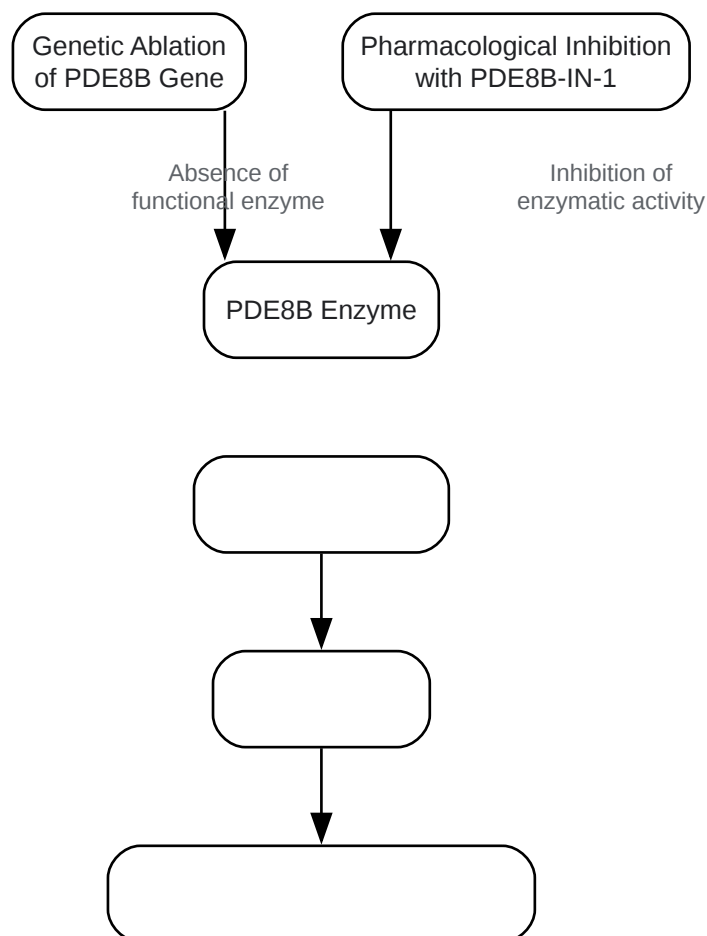 Genetic Ablation
of PDE8B Gene
Pharmacological Inhibition
with PDE8B-IN-1
Absence of
functional enzyme
Inhibition of
enzymatic activity
PDE8B Enzyme